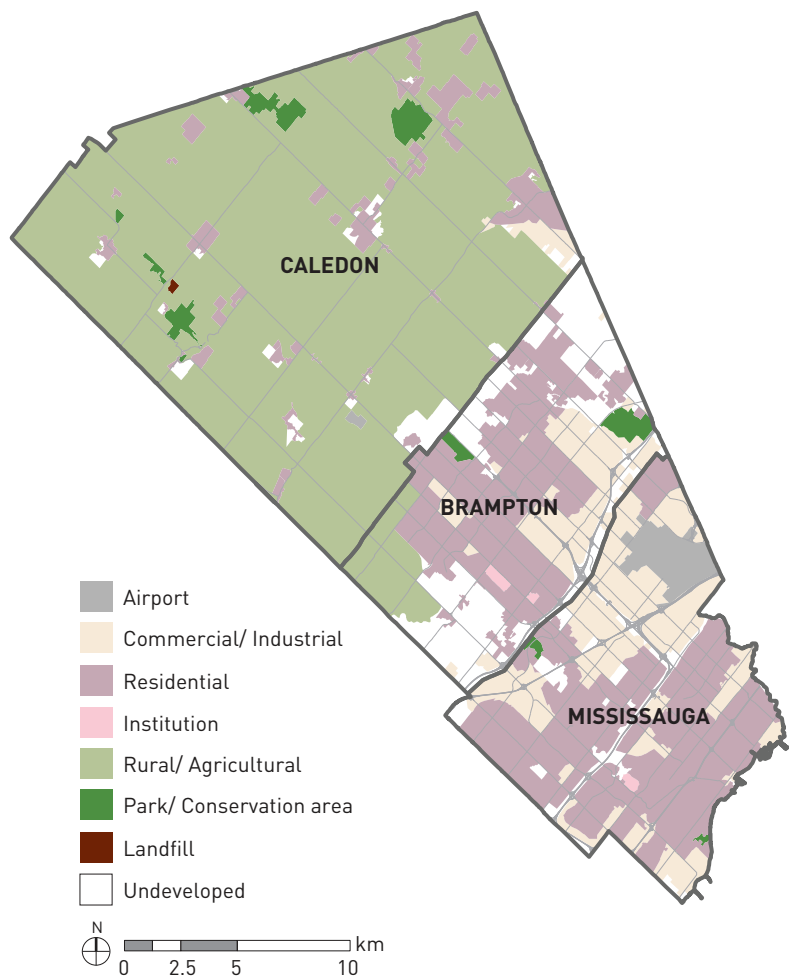 CALEDON
BRAMPTON
MISSISSAUGA
Airport
Commercial/ Industrial
Residential
Institution
Rural/ Agricultural
Park/ Conservation area
Landfill
Undeveloped
N
km
0 2.5 5 10